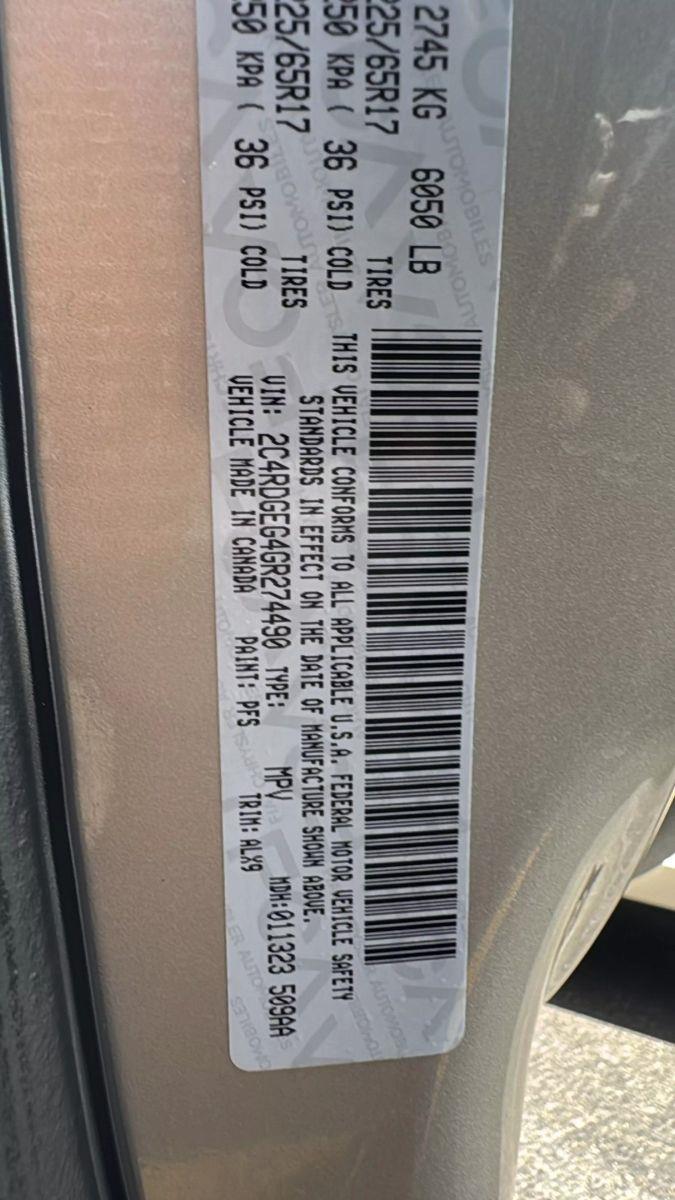 2745 KG 6050 LB
225/65R17 TIRES
250 KPA ( 36 PSI) COLD
225/65R17 TIRES
250 KPA ( 36 PSI) COLD
THIS VEHICLE CONFORMS TO ALL APPLICABLE U.S.A. FEDERAL MOTOR VEHICLE SAFETY
STANDARDS IN EFFECT ON THE DATE OF MANUFACTURE SHOWN ABOVE.
VIN: 2C4RDGEG4GR274490 TYPE: MPV MDH:011323 509AA
VEHICLE MADE IN CANADA PAINT: PFS TRIM: ALX9